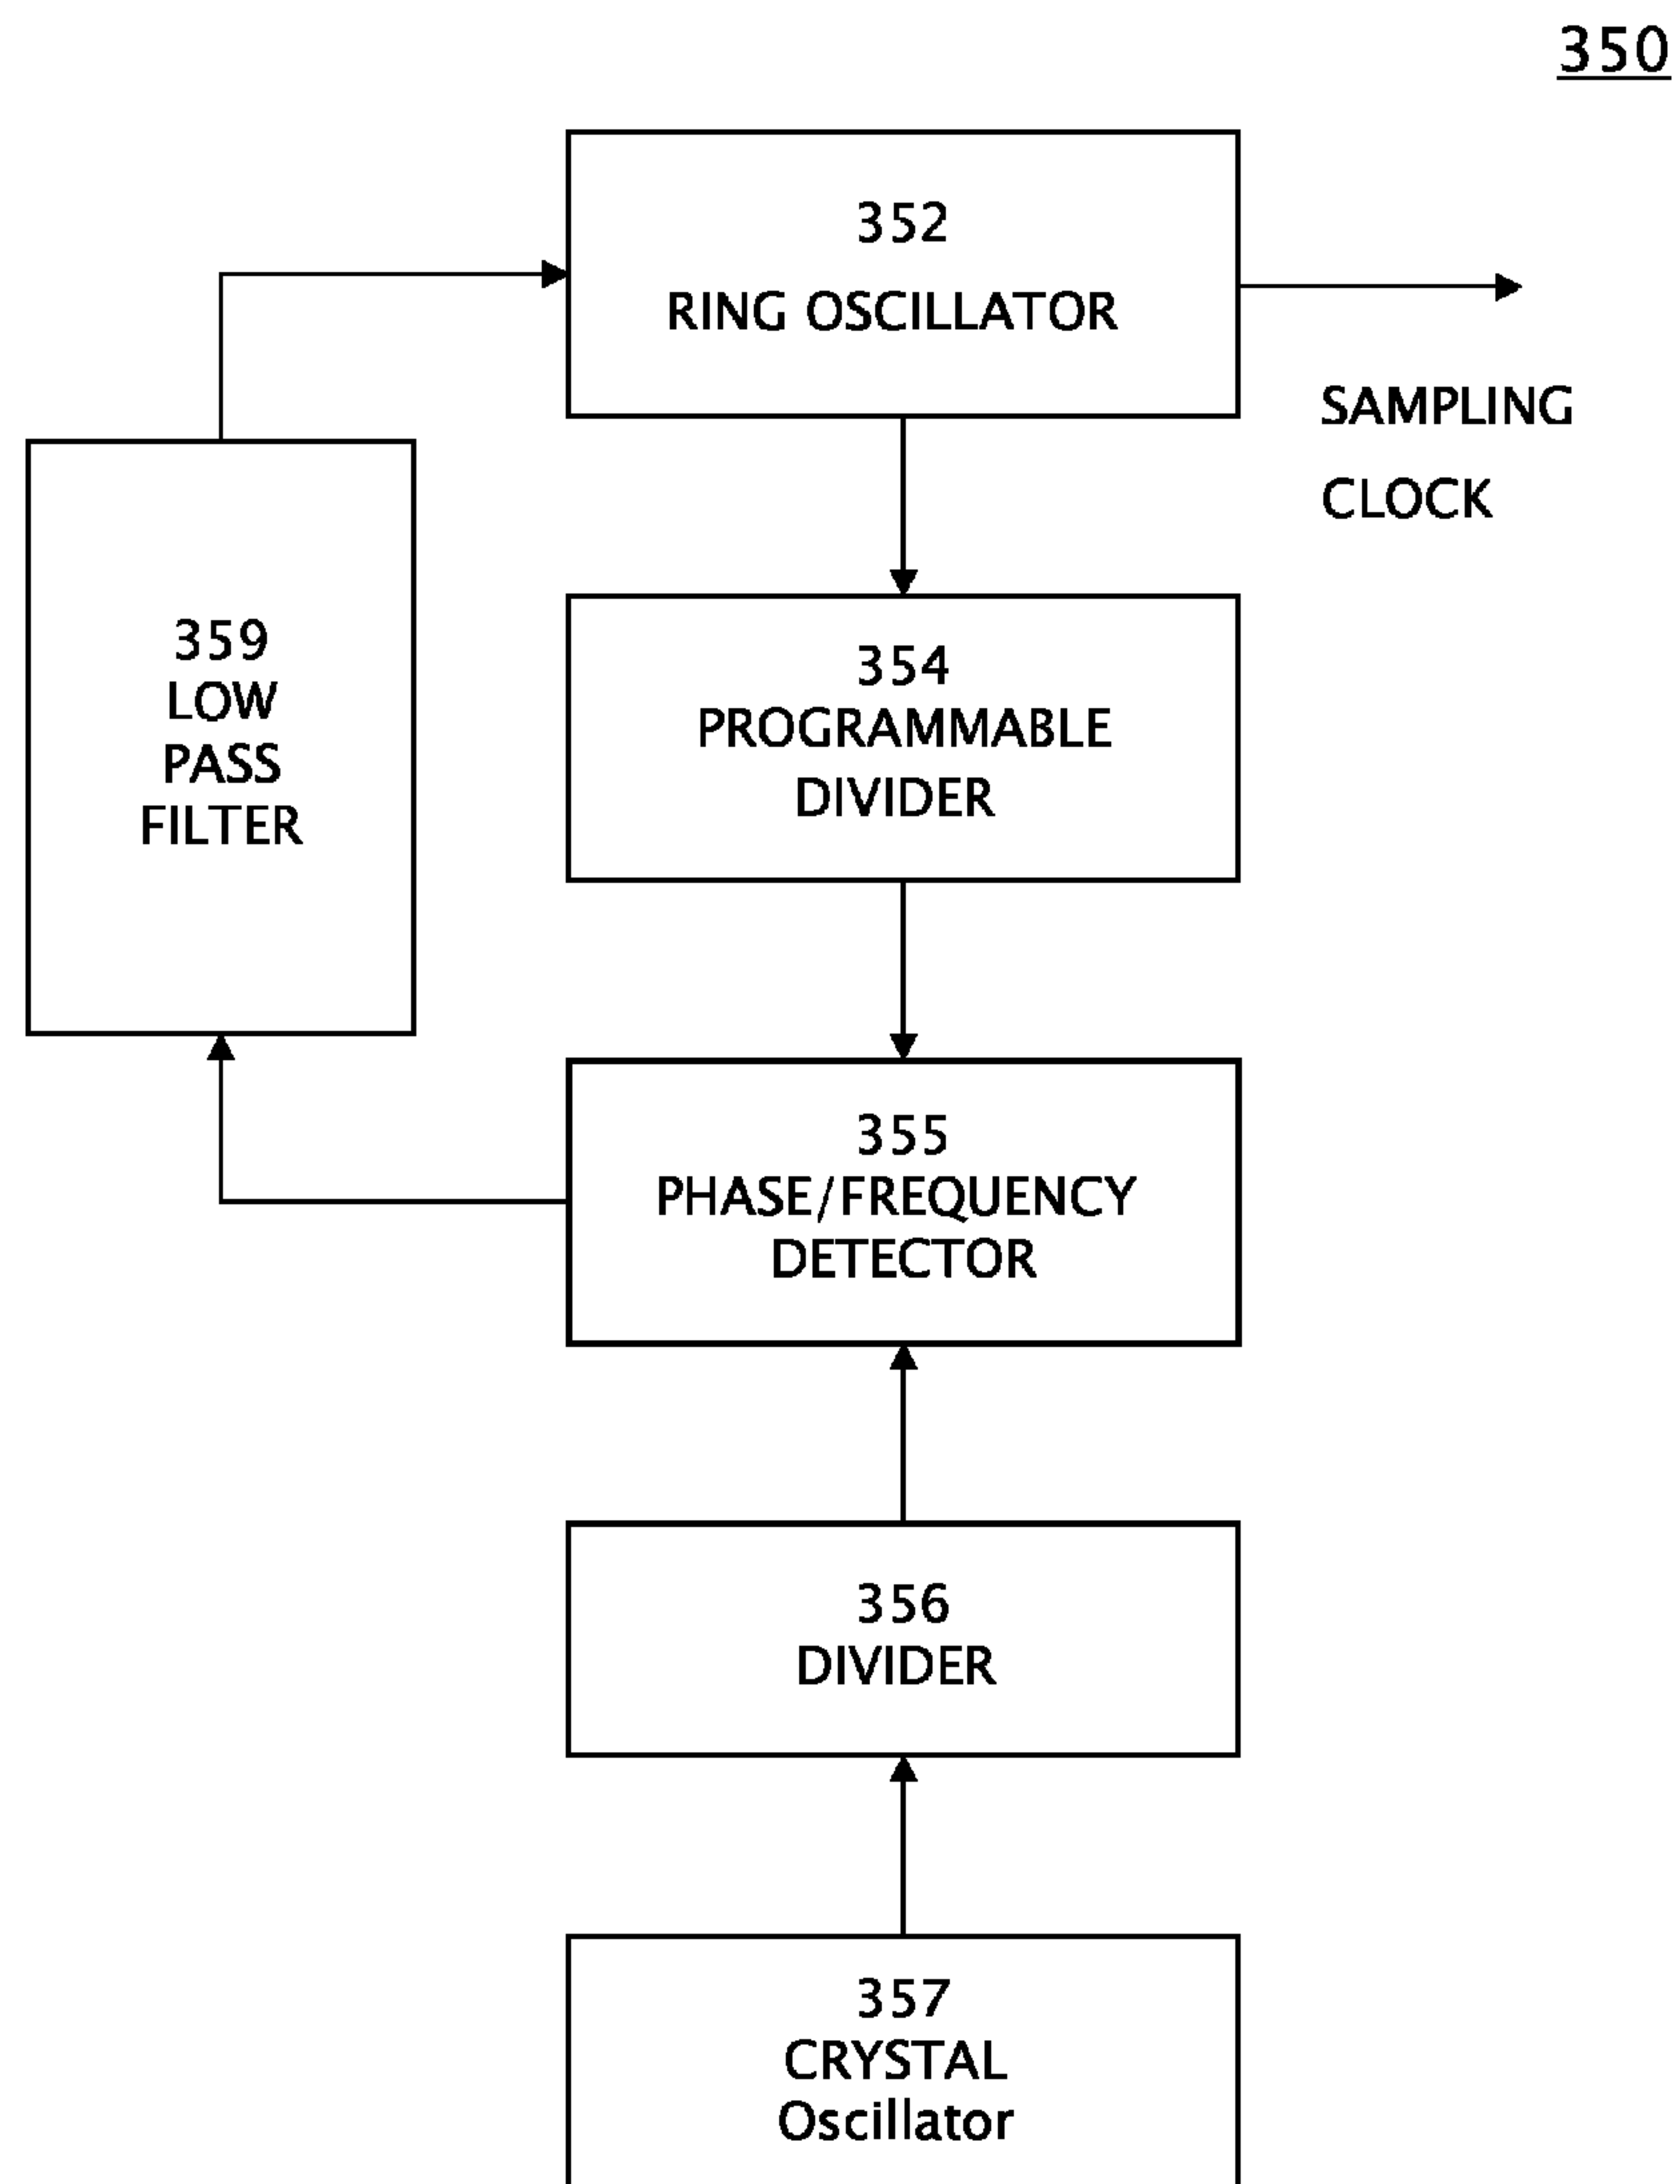 350
352
RING OSCILLATOR
SAMPLING
CLOCK
354
PROGRAMMABLE
DIVIDER
359
LOW
PASS
FILTER
355
PHASE/FREQUENCY
DETECTOR
356
DIVIDER
357
CRYSTAL
Oscillator